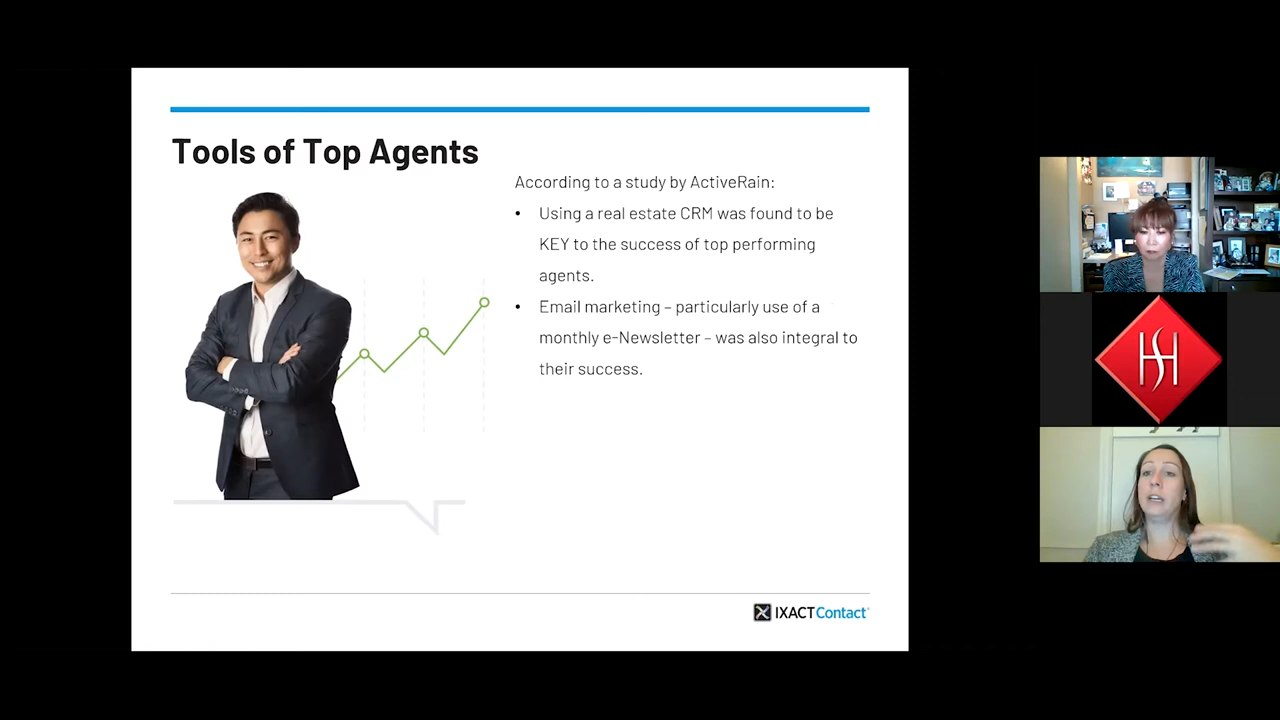 Tools of Top Agents
According to a study by ActiveRain:
• Using a real estate CRM was found to be
KEY to the success of top performing
agents.
• Email marketing – particularly use of a
monthly e-Newsletter – was also integral to
their success.
IXACT Contact